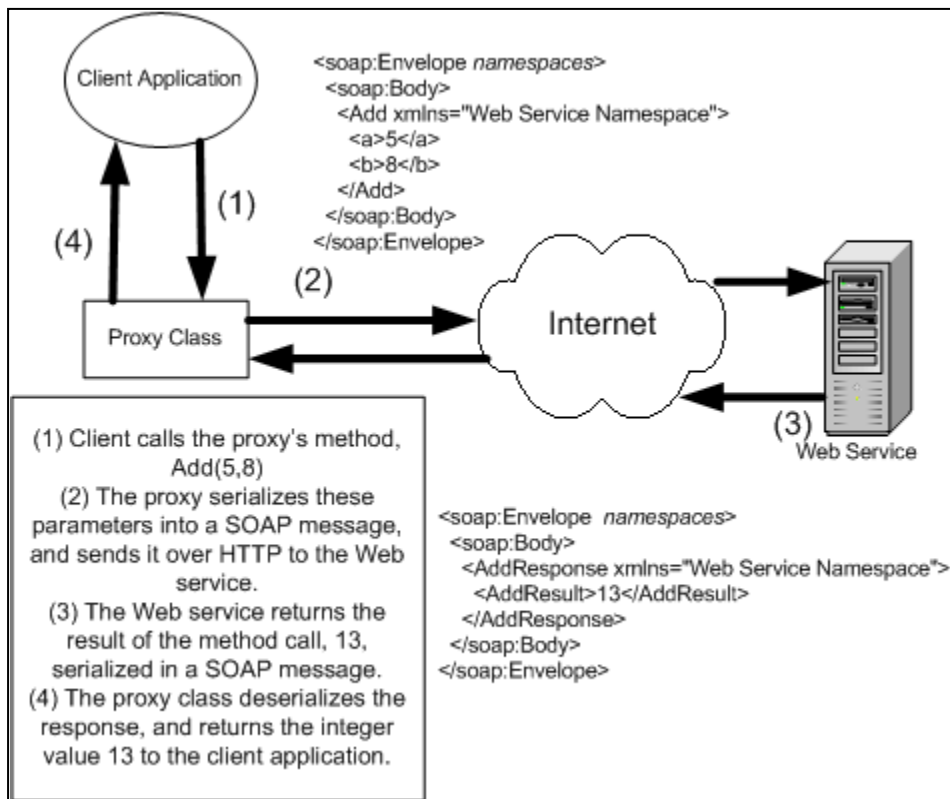 Client Application
<soap:Envelope namespaces>
<soap:Body>
<Add xmlns="Web Service Namespace">
<a>5</a>
<b>8</b>
</Add>
</soap:Body>
</soap:Envelope>
(1)
(4)
(2)
Proxy Class
Internet
(3)
Web Service
(1) Client calls the proxy's method,
Add(5,8)
(2) The proxy serializes these
parameters into a SOAP message,
and sends it over HTTP to the Web
service.
(3) The Web service returns the
result of the method call, 13,
serialized in a SOAP message.
(4) The proxy class deserializes the
response, and returns the integer
value 13 to the client application.
<soap:Envelope namespaces>
<soap:Body>
<AddResponse xmlns="Web Service Namespace">
<AddResult>13</AddResult>
</AddResponse>
</soap:Body>
</soap:Envelope>